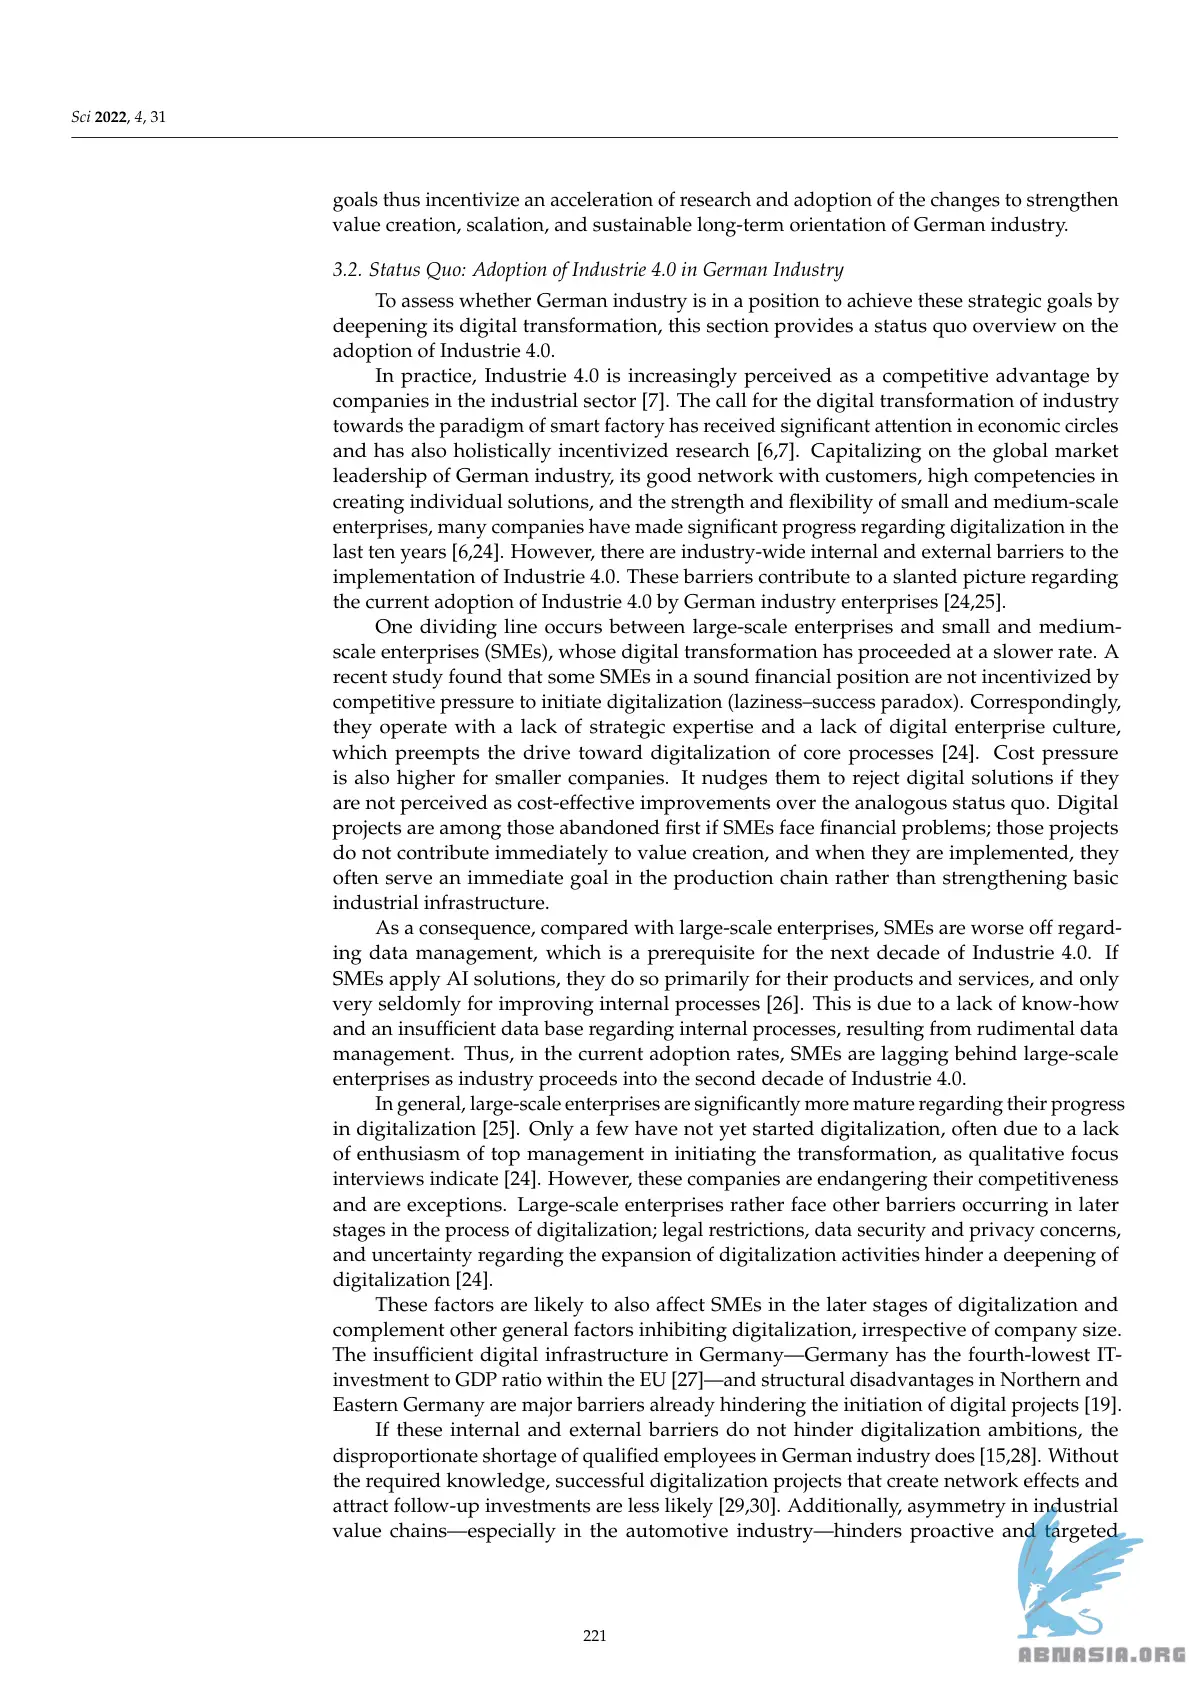 Sci 2022, 4, 31
goals thus incentivize an acceleration of research and adoption of the changes to strengthen
value creation, scalation, and sustainable long-term orientation of German industry.
3.2. Status Quo: Adoption of Industrie 4.0 in German Industry
To assess whether German industry is in a position to achieve these strategic goals by
deepening its digital transformation, this section provides a status quo overview on the
adoption of Industrie 4.0.
In practice, Industrie 4.0 is increasingly perceived as a competitive advantage by
companies in the industrial sector [7]. The call for the digital transformation of industry
towards the paradigm of smart factory has received significant attention in economic circles
and has also holistically incentivized research [6,7]. Capitalizing on the global market
leadership of German industry, its good network with customers, high competencies in
creating individual solutions, and the strength and flexibility of small and medium-scale
enterprises, many companies have made significant progress regarding digitalization in the
last ten years [6,24]. However, there are industry-wide internal and external barriers to the
implementation of Industrie 4.0. These barriers contribute to a slanted picture regarding
the current adoption of Industrie 4.0 by German industry enterprises [24,25].
One dividing line occurs between large-scale enterprises and small and medium-
scale enterprises (SMEs), whose digital transformation has proceeded at a slower rate. A
recent study found that some SMEs in a sound financial position are not incentivized by
competitive pressure to initiate digitalization (laziness–success paradox). Correspondingly,
they operate with a lack of strategic expertise and a lack of digital enterprise culture,
which preempts the drive toward digitalization of core processes [24]. Cost pressure
is also higher for smaller companies. It nudges them to reject digital solutions if they
are not perceived as cost-effective improvements over the analogous status quo. Digital
projects are among those abandoned first if SMEs face financial problems; those projects
do not contribute immediately to value creation, and when they are implemented, they
often serve an immediate goal in the production chain rather than strengthening basic
industrial infrastructure.
As a consequence, compared with large-scale enterprises, SMEs are worse off regard-
ing data management, which is a prerequisite for the next decade of Industrie 4.0. If
SMEs apply AI solutions, they do so primarily for their products and services, and only
very seldomly for improving internal processes [26]. This is due to a lack of know-how
and an insufficient data base regarding internal processes, resulting from rudimental data
management. Thus, in the current adoption rates, SMEs are lagging behind large-scale
enterprises as industry proceeds into the second decade of Industrie 4.0.
In general, large-scale enterprises are significantly more mature regarding their progress
in digitalization [25]. Only a few have not yet started digitalization, often due to a lack
of enthusiasm of top management in initiating the transformation, as qualitative focus
interviews indicate [24]. However, these companies are endangering their competitiveness
and are exceptions. Large-scale enterprises rather face other barriers occurring in later
stages in the process of digitalization; legal restrictions, data security and privacy concerns,
and uncertainty regarding the expansion of digitalization activities hinder a deepening of
digitalization [24].
These factors are likely to also affect SMEs in the later stages of digitalization and
complement other general factors inhibiting digitalization, irrespective of company size.
The insufficient digital infrastructure in Germany—Germany has the fourth-lowest IT-
investment to GDP ratio within the EU [27]—and structural disadvantages in Northern and
Eastern Germany are major barriers already hindering the initiation of digital projects [19].
If these internal and external barriers do not hinder digitalization ambitions, the
disproportionate shortage of qualified employees in German industry does [15,28]. Without
the required knowledge, successful digitalization projects that create network effects and
attract follow-up investments are less likely [29,30]. Additionally, asymmetry in industrial
value chains—especially in the automotive industry—hinders proactive and targeted
221
ABNASIA.ORG